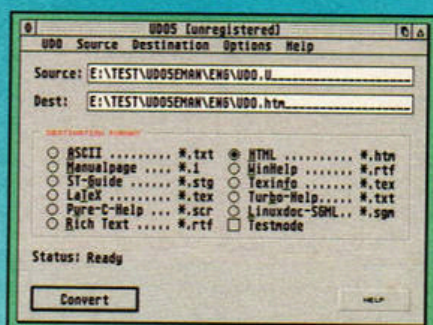 UDO5 [unregistered]
UDO Source Destination Options Help
Source: E:\TEST\UDO5EMAN\ENG\UDO.U
Dest: E:\TEST\UDO5EMAN\ENG\UDO.htm
DESTINATION FORMAT
ASCII ........ *.txt
Manualpage ... *.i
ST-Guide ..... *.stg
LaTeX ........ *.tex
Pure-C-Help .. *.scr
Rich Text .... *.rtf
HTML ......... *.htm
WinHelp ...... *.rtf
Texinfo ...... *.tex
Turbo-Help.... *.txt
Linuxdoc-SGML.. *.sgm
Testmode
Status: Ready
Convert
HELP